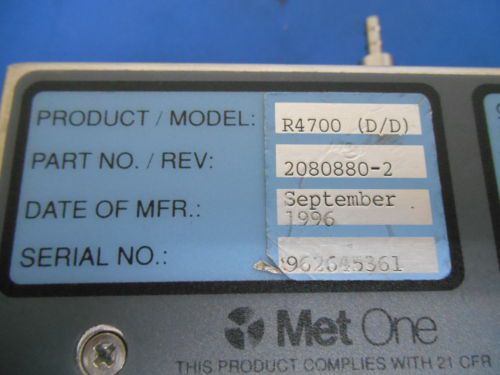 PRODUCT / MODEL: R4700 (D/D)
PART NO. / REV: 2080880-2
DATE OF MFR.: September
1996
SERIAL NO.: 962645361
Met One
THIS PRODUCT COMPLIES WITH 21 CFR